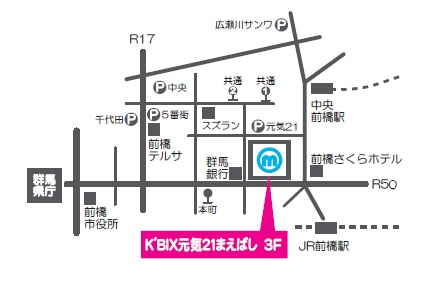 広瀬川サンワ P
R17
P 中央
共通
2
共通
1
中央
前橋駅
千代田 P
P 5番街
スズラン
P 元気21
前橋
テルサ
群馬
銀行
m
前橋さくらホテル
群馬
県庁
R50
前橋
市役所
本町
K'BIX元気21まえばし 3F
JR前橋駅